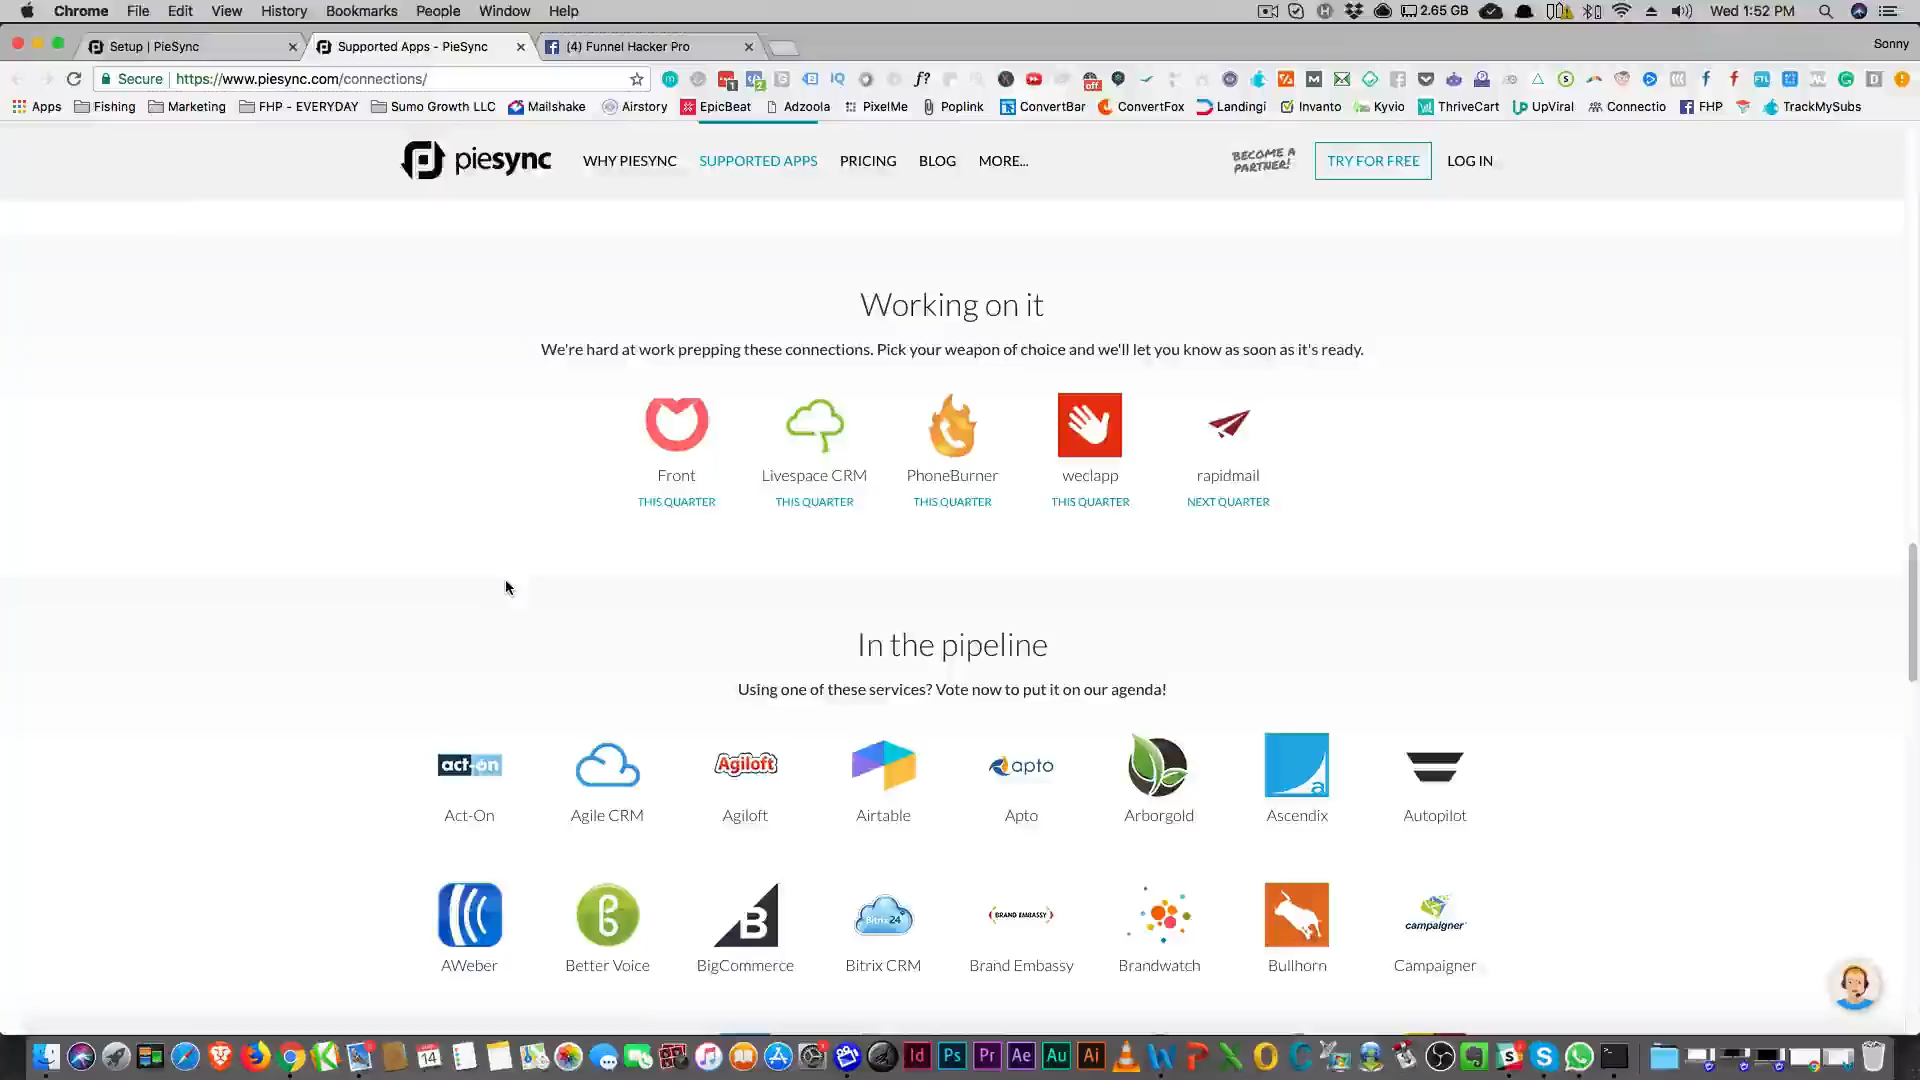 Chrome File Edit View History Bookmarks People Window Help 2.65 GB Wed 1:52 PM
Setup | PieSync Supported Apps - PieSync (4) Funnel Hacker Pro Sonny
Secure https://www.piesync.com/connections/
Apps Fishing Marketing FHP - EVERYDAY Sumo Growth LLC Mailshake Airstory EpicBeat Adzoola PixelMe Poplink ConvertBar ConvertFox Landingi Invanto Kyvio ThriveCart UpViral Connectio FHP TrackMySubs
piesync WHY PIESYNC SUPPORTED APPS PRICING BLOG MORE... BECOME A PARTNER! TRY FOR FREE LOG IN
Working on it
We're hard at work prepping these connections. Pick your weapon of choice and we'll let you know as soon as it's ready.
Front Livespace CRM PhoneBurner weclapp rapidmail
THIS QUARTER THIS QUARTER THIS QUARTER THIS QUARTER NEXT QUARTER
In the pipeline
Using one of these services? Vote now to put it on our agenda!
act-on Agiloft apto a
Act-On Agile CRM Agiloft Airtable Apto Arborgold Ascendix Autopilot
B Bitrix24 BRAND EMBASSY campaigner
AWeber Better Voice BigCommerce Bitrix CRM Brand Embassy Brandwatch Bullhorn Campaigner
14 Id Ps Pr Ae Au Ai